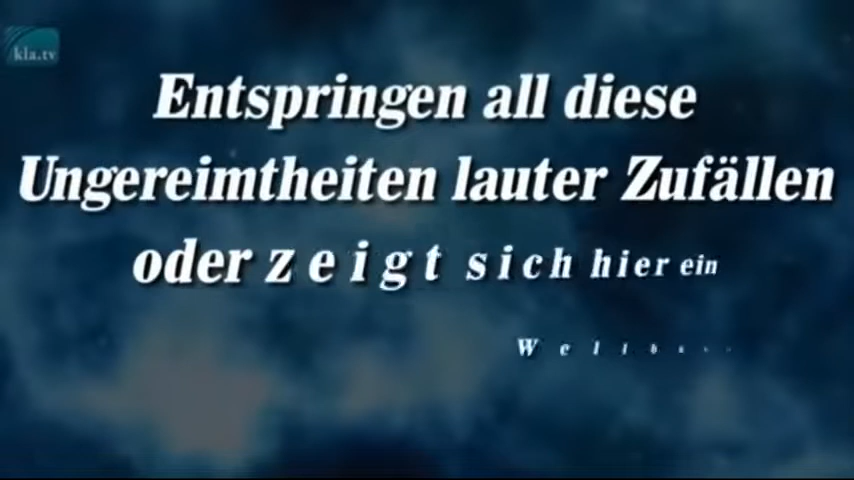 kla.tv
Entspringen all diese
Ungereimtheiten lauter Zufällen
oder zeigt sich hier ein